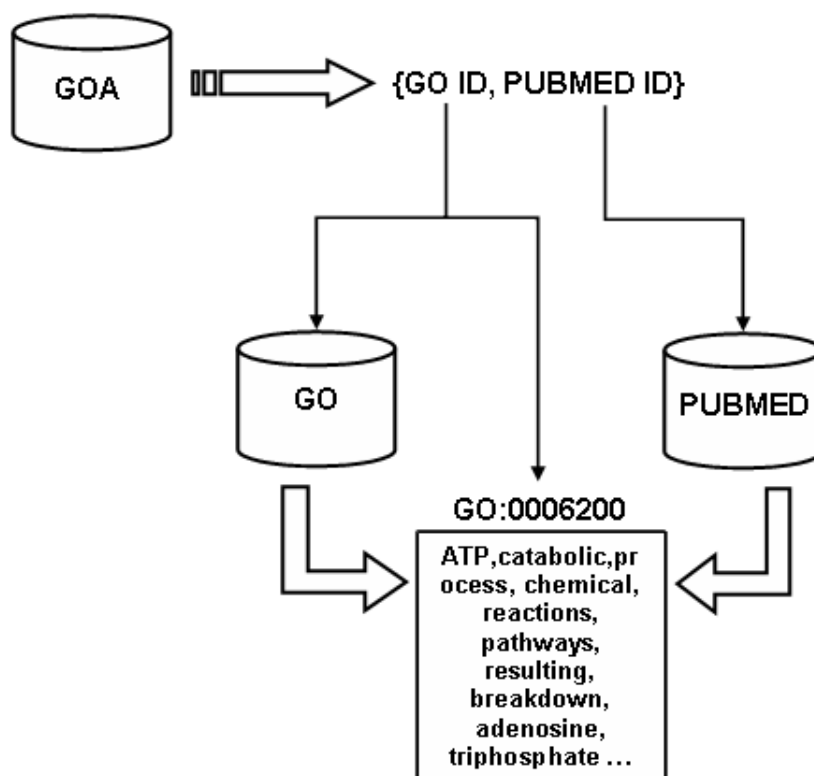 GOA
{GO ID, PUBMED ID}
GO
PUBMED
GO:0006200
ATP,catabolic,pr
ocess, chemical,
reactions,
pathways,
resulting,
breakdown,
adenosine,
triphosphate ...